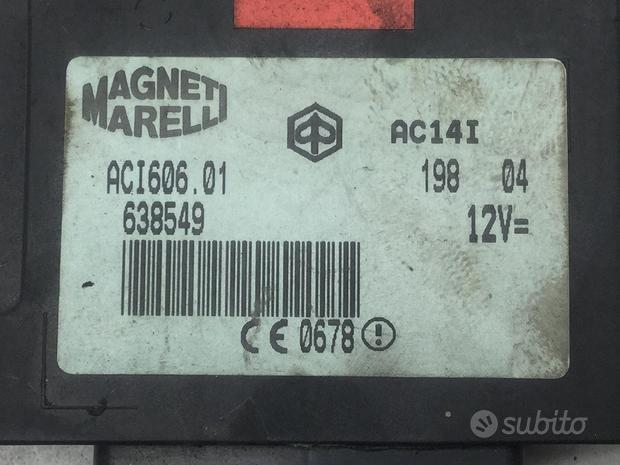 MAGNETI
MARELLI
AC14I
ACI606.01
198 04
638549
12V=
CE 0678 !
subito